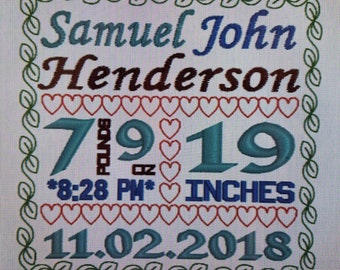 Samuel John
Henderson
7 POUNDS 9 OZ
19
*8:28 PM* INCHES
11.02.2018